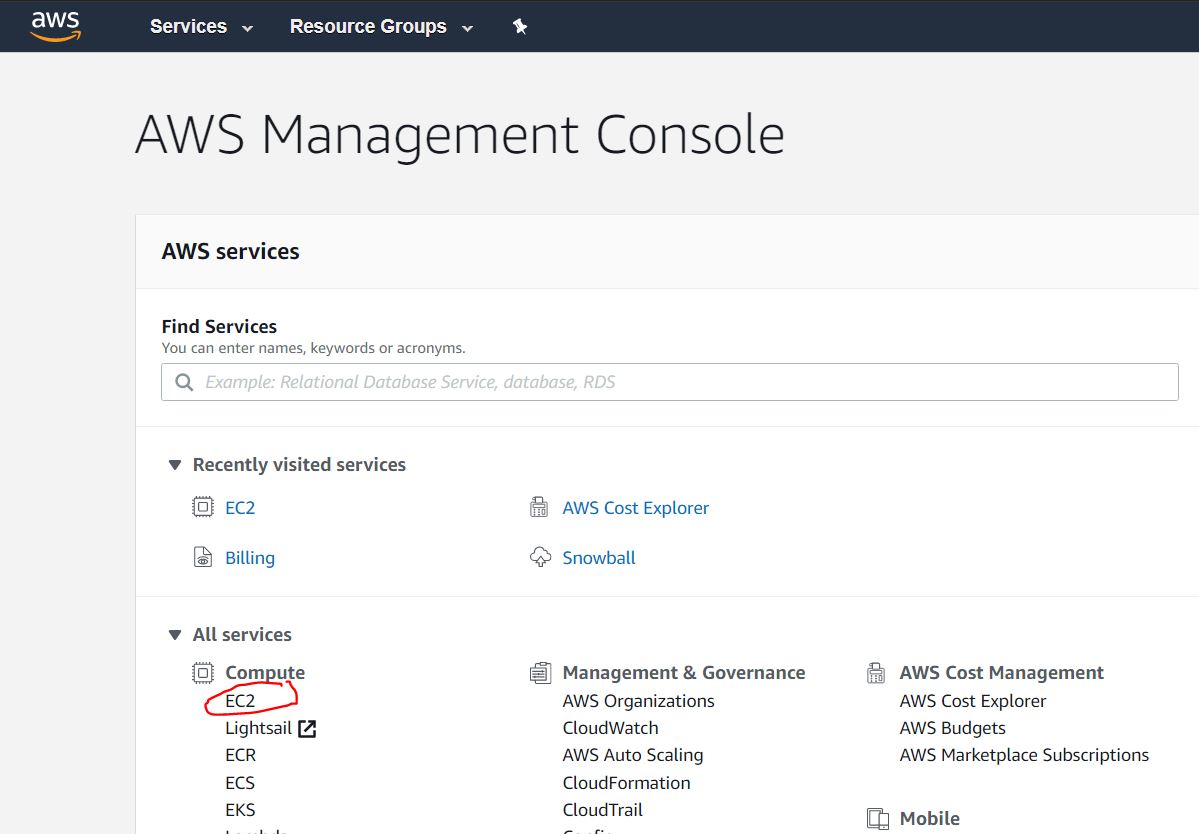 aws Services Resource Groups
AWS Management Console
AWS services
Find Services
You can enter names, keywords or acronyms.
Example: Relational Database Service, database, RDS
Recently visited services
EC2 AWS Cost Explorer
Billing Snowball
All services
Compute
EC2
Lightsail
ECR
ECS
EKS
Lambda
Management & Governance
AWS Organizations
CloudWatch
AWS Auto Scaling
CloudFormation
CloudTrail
Config
AWS Cost Management
AWS Cost Explorer
AWS Budgets
AWS Marketplace Subscriptions
Mobile